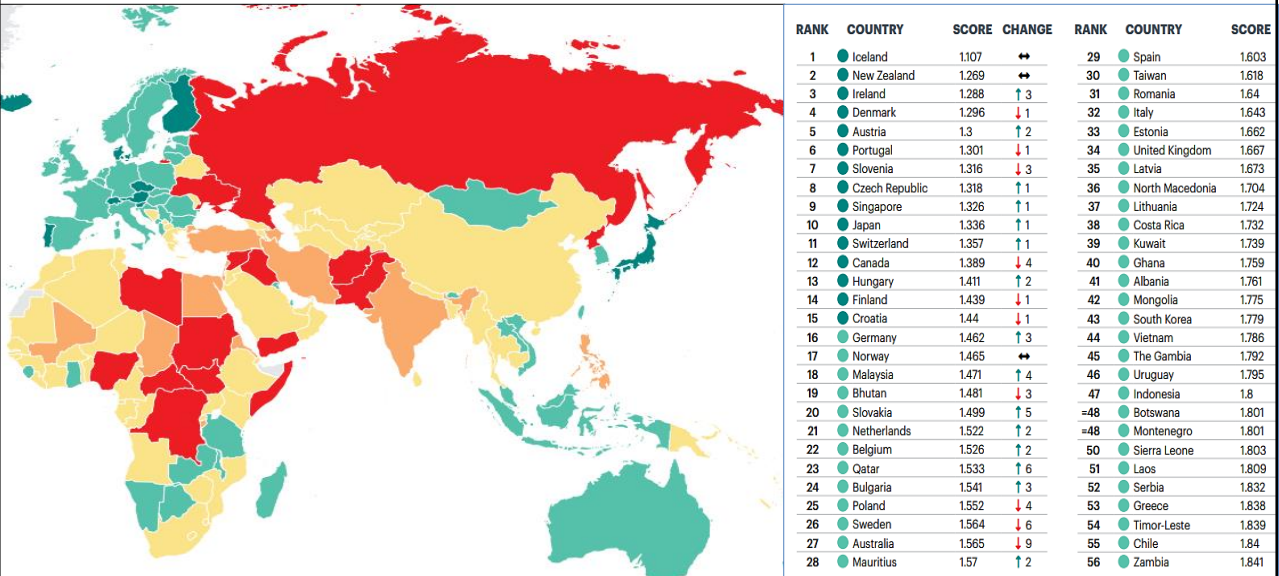 RANK COUNTRY SCORE CHANGE
1 Iceland 1.107 ↔
2 New Zealand 1.269 ↔
3 Ireland 1.288 ↑ 3
4 Denmark 1.296 ↓ 1
5 Austria 1.3 ↑ 2
6 Portugal 1.301 ↓ 1
7 Slovenia 1.316 ↓ 3
8 Czech Republic 1.318 ↑ 1
9 Singapore 1.326 ↑ 1
10 Japan 1.336 ↑ 1
11 Switzerland 1.357 ↑ 1
12 Canada 1.389 ↓ 4
13 Hungary 1.411 ↑ 2
14 Finland 1.439 ↓ 1
15 Croatia 1.44 ↓ 1
16 Germany 1.462 ↑ 3
17 Norway 1.465 ↔
18 Malaysia 1.471 ↑ 4
19 Bhutan 1.481 ↓ 3
20 Slovakia 1.499 ↑ 5
21 Netherlands 1.522 ↑ 2
22 Belgium 1.526 ↑ 2
23 Qatar 1.533 ↑ 6
24 Bulgaria 1.541 ↑ 3
25 Poland 1.552 ↓ 4
26 Sweden 1.564 ↓ 6
27 Australia 1.565 ↓ 9
28 Mauritius 1.57 ↑ 2
RANK COUNTRY SCORE
29 Spain 1.603
30 Taiwan 1.618
31 Romania 1.64
32 Italy 1.643
33 Estonia 1.662
34 United Kingdom 1.667
35 Latvia 1.673
36 North Macedonia 1.704
37 Lithuania 1.724
38 Costa Rica 1.732
39 Kuwait 1.739
40 Ghana 1.759
41 Albania 1.761
42 Mongolia 1.775
43 South Korea 1.779
44 Vietnam 1.786
45 The Gambia 1.792
46 Uruguay 1.795
47 Indonesia 1.8
=48 Botswana 1.801
=48 Montenegro 1.801
50 Sierra Leone 1.803
51 Laos 1.809
52 Serbia 1.832
53 Greece 1.838
54 Timor-Leste 1.839
55 Chile 1.84
56 Zambia 1.841